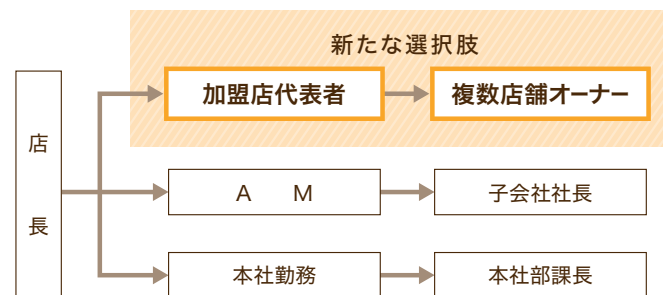 新たな選択肢
加盟店代表者
複数店舗オーナー
店長
AM
子会社社長
本社勤務
本社部課長